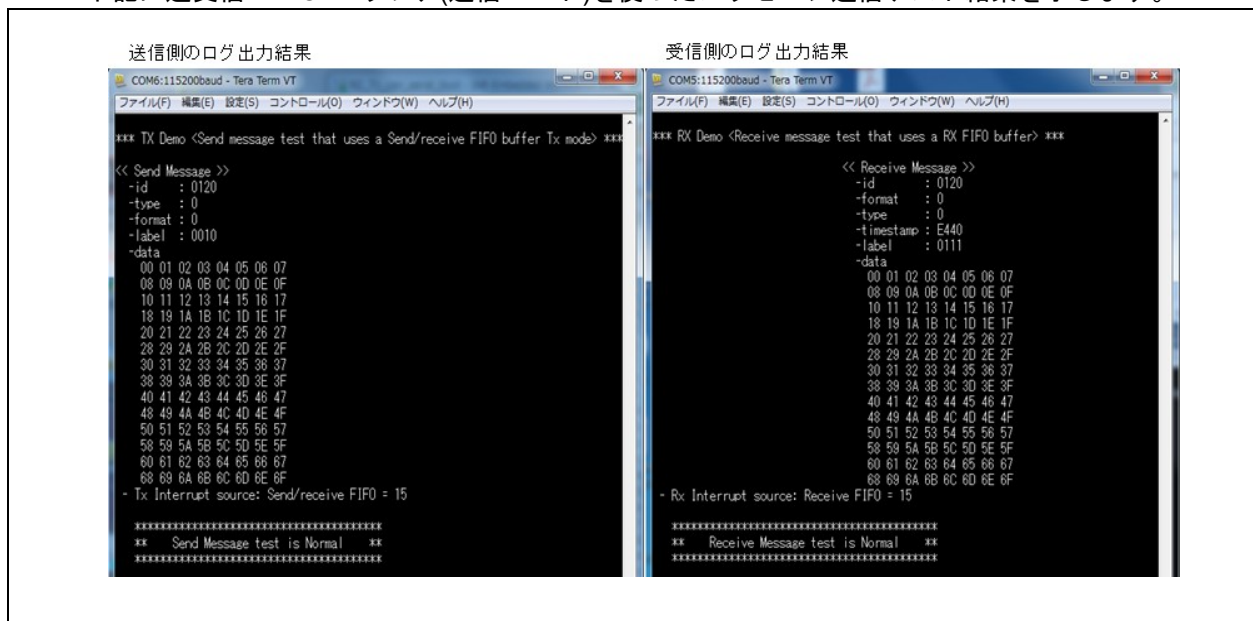 送信側のログ出力結果
COM6:115200baud - Tera Term VT
ファイル(F) 編集(E) 設定(S) コントロール(O) ウィンドウ(W) ヘルプ(H)
*** TX Demo <Send message test that uses a Send/receive FIFO buffer Tx mode> ***
<< Send Message >>
-id : 0120
-type : 0
-format : 0
-label : 0010
-data
00 01 02 03 04 05 06 07
08 09 0A 0B 0C 0D 0E 0F
10 11 12 13 14 15 16 17
18 19 1A 1B 1C 1D 1E 1F
20 21 22 23 24 25 26 27
28 29 2A 2B 2C 2D 2E 2F
30 31 32 33 34 35 36 37
38 39 3A 3B 3C 3D 3E 3F
40 41 42 43 44 45 46 47
48 49 4A 4B 4C 4D 4E 4F
50 51 52 53 54 55 56 57
58 59 5A 5B 5C 5D 5E 5F
60 61 62 63 64 65 66 67
68 69 6A 6B 6C 6D 6E 6F
- Tx Interrupt source: Send/receive FIFO = 15
**************************************
** Send Message test is Normal **
**************************************
受信側のログ出力結果
COM5:115200baud - Tera Term VT
ファイル(F) 編集(E) 設定(S) コントロール(O) ウィンドウ(W) ヘルプ(H)
*** RX Demo <Receive message test that uses a RX FIFO buffer> ***
<< Receive Message >>
-id : 0120
-format : 0
-type : 0
-timestamp : E440
-label : 0111
-data
00 01 02 03 04 05 06 07
08 09 0A 0B 0C 0D 0E 0F
10 11 12 13 14 15 16 17
18 19 1A 1B 1C 1D 1E 1F
20 21 22 23 24 25 26 27
28 29 2A 2B 2C 2D 2E 2F
30 31 32 33 34 35 36 37
38 39 3A 3B 3C 3D 3E 3F
40 41 42 43 44 45 46 47
48 49 4A 4B 4C 4D 4E 4F
50 51 52 53 54 55 56 57
58 59 5A 5B 5C 5D 5E 5F
60 61 62 63 64 65 66 67
68 69 6A 6B 6C 6D 6E 6F
- Rx Interrupt source: Receive FIFO = 15
*****************************************
** Receive Message test is Normal **
*****************************************